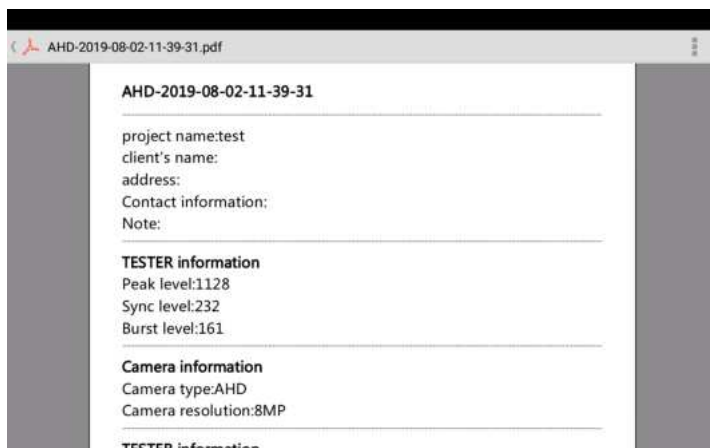 AHD-2019-08-02-11-39-31.pdf
AHD-2019-08-02-11-39-31
project name:test
client's name:
address:
Contact information:
Note:
TESTER information
Peak level:1128
Sync level:232
Burst level:161
Camera information
Camera type:AHD
Camera resolution:8MP
TESTER information